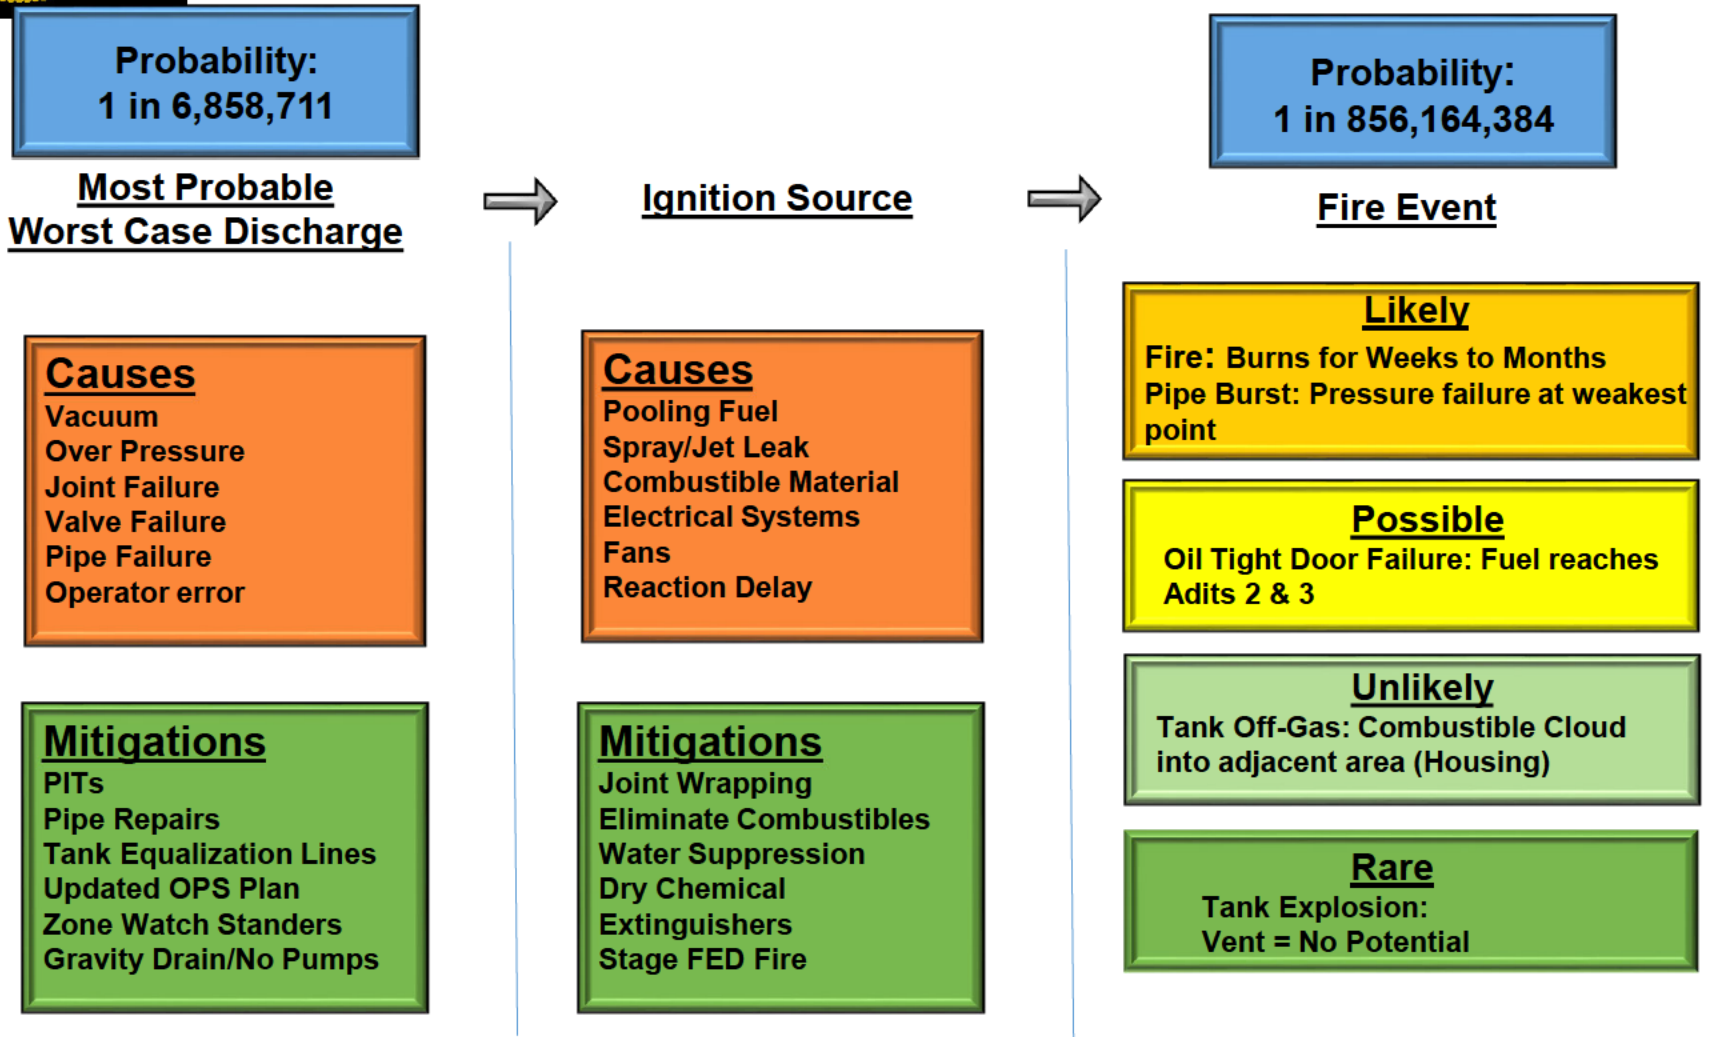 Probability:
1 in 6,858,711
Most Probable
Worst Case Discharge
Causes
Vacuum
Over Pressure
Joint Failure
Valve Failure
Pipe Failure
Operator error
Mitigations
PITs
Pipe Repairs
Tank Equalization Lines
Updated OPS Plan
Zone Watch Standers
Gravity Drain/No Pumps
Ignition Source
Causes
Pooling Fuel
Spray/Jet Leak
Combustible Material
Electrical Systems
Fans
Reaction Delay
Mitigations
Joint Wrapping
Eliminate Combustibles
Water Suppression
Dry Chemical
Extinguishers
Stage FED Fire
Probability:
1 in 856,164,384
Fire Event
Likely
Fire: Burns for Weeks to Months
Pipe Burst: Pressure failure at weakest
point
Possible
Oil Tight Door Failure: Fuel reaches
Adits 2 & 3
Unlikely
Tank Off-Gas: Combustible Cloud
into adjacent area (Housing)
Rare
Tank Explosion:
Vent = No Potential